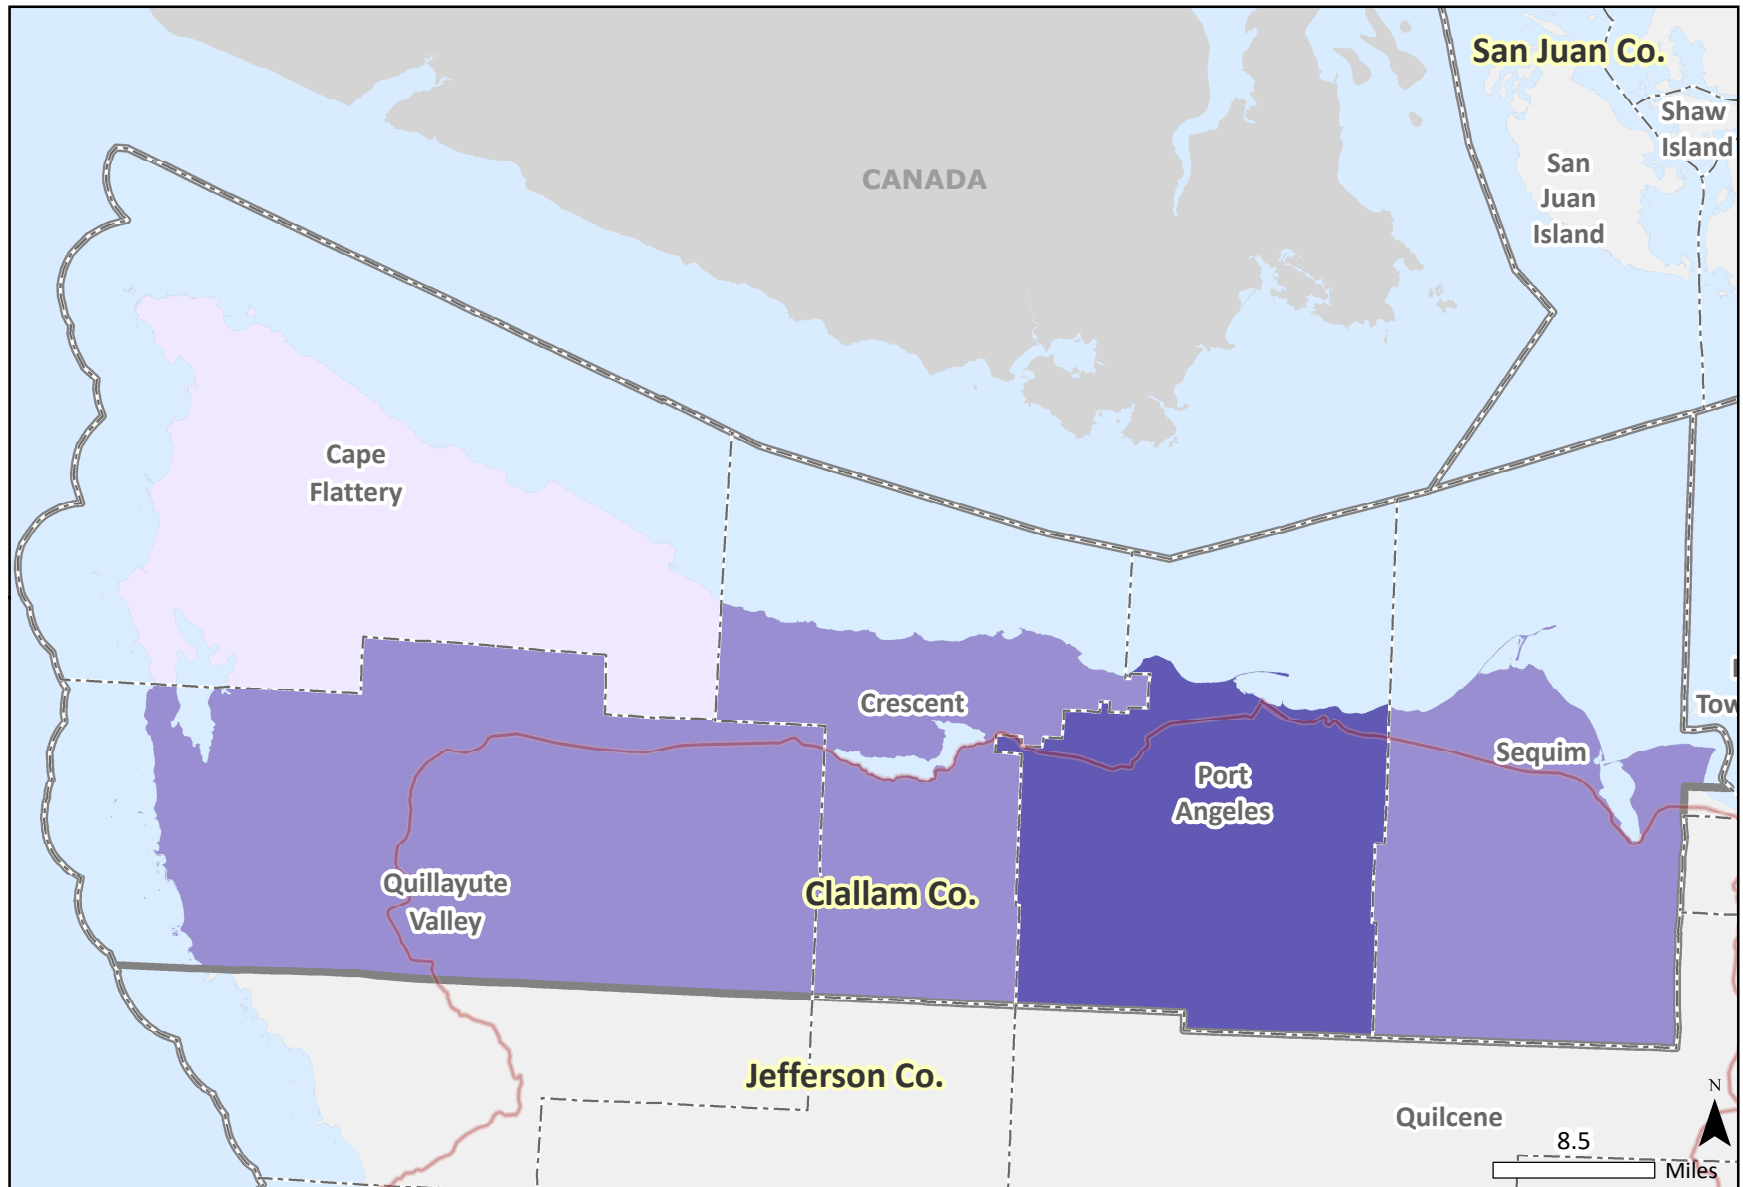 San Juan Co.
Shaw
Island
San
Juan
Island
CANADA
Cape
Flattery
Crescent
Port
Angeles
Sequim
Quillayute
Valley
Clallam Co.
Jefferson Co.
Quilcene
N
8.5
Miles